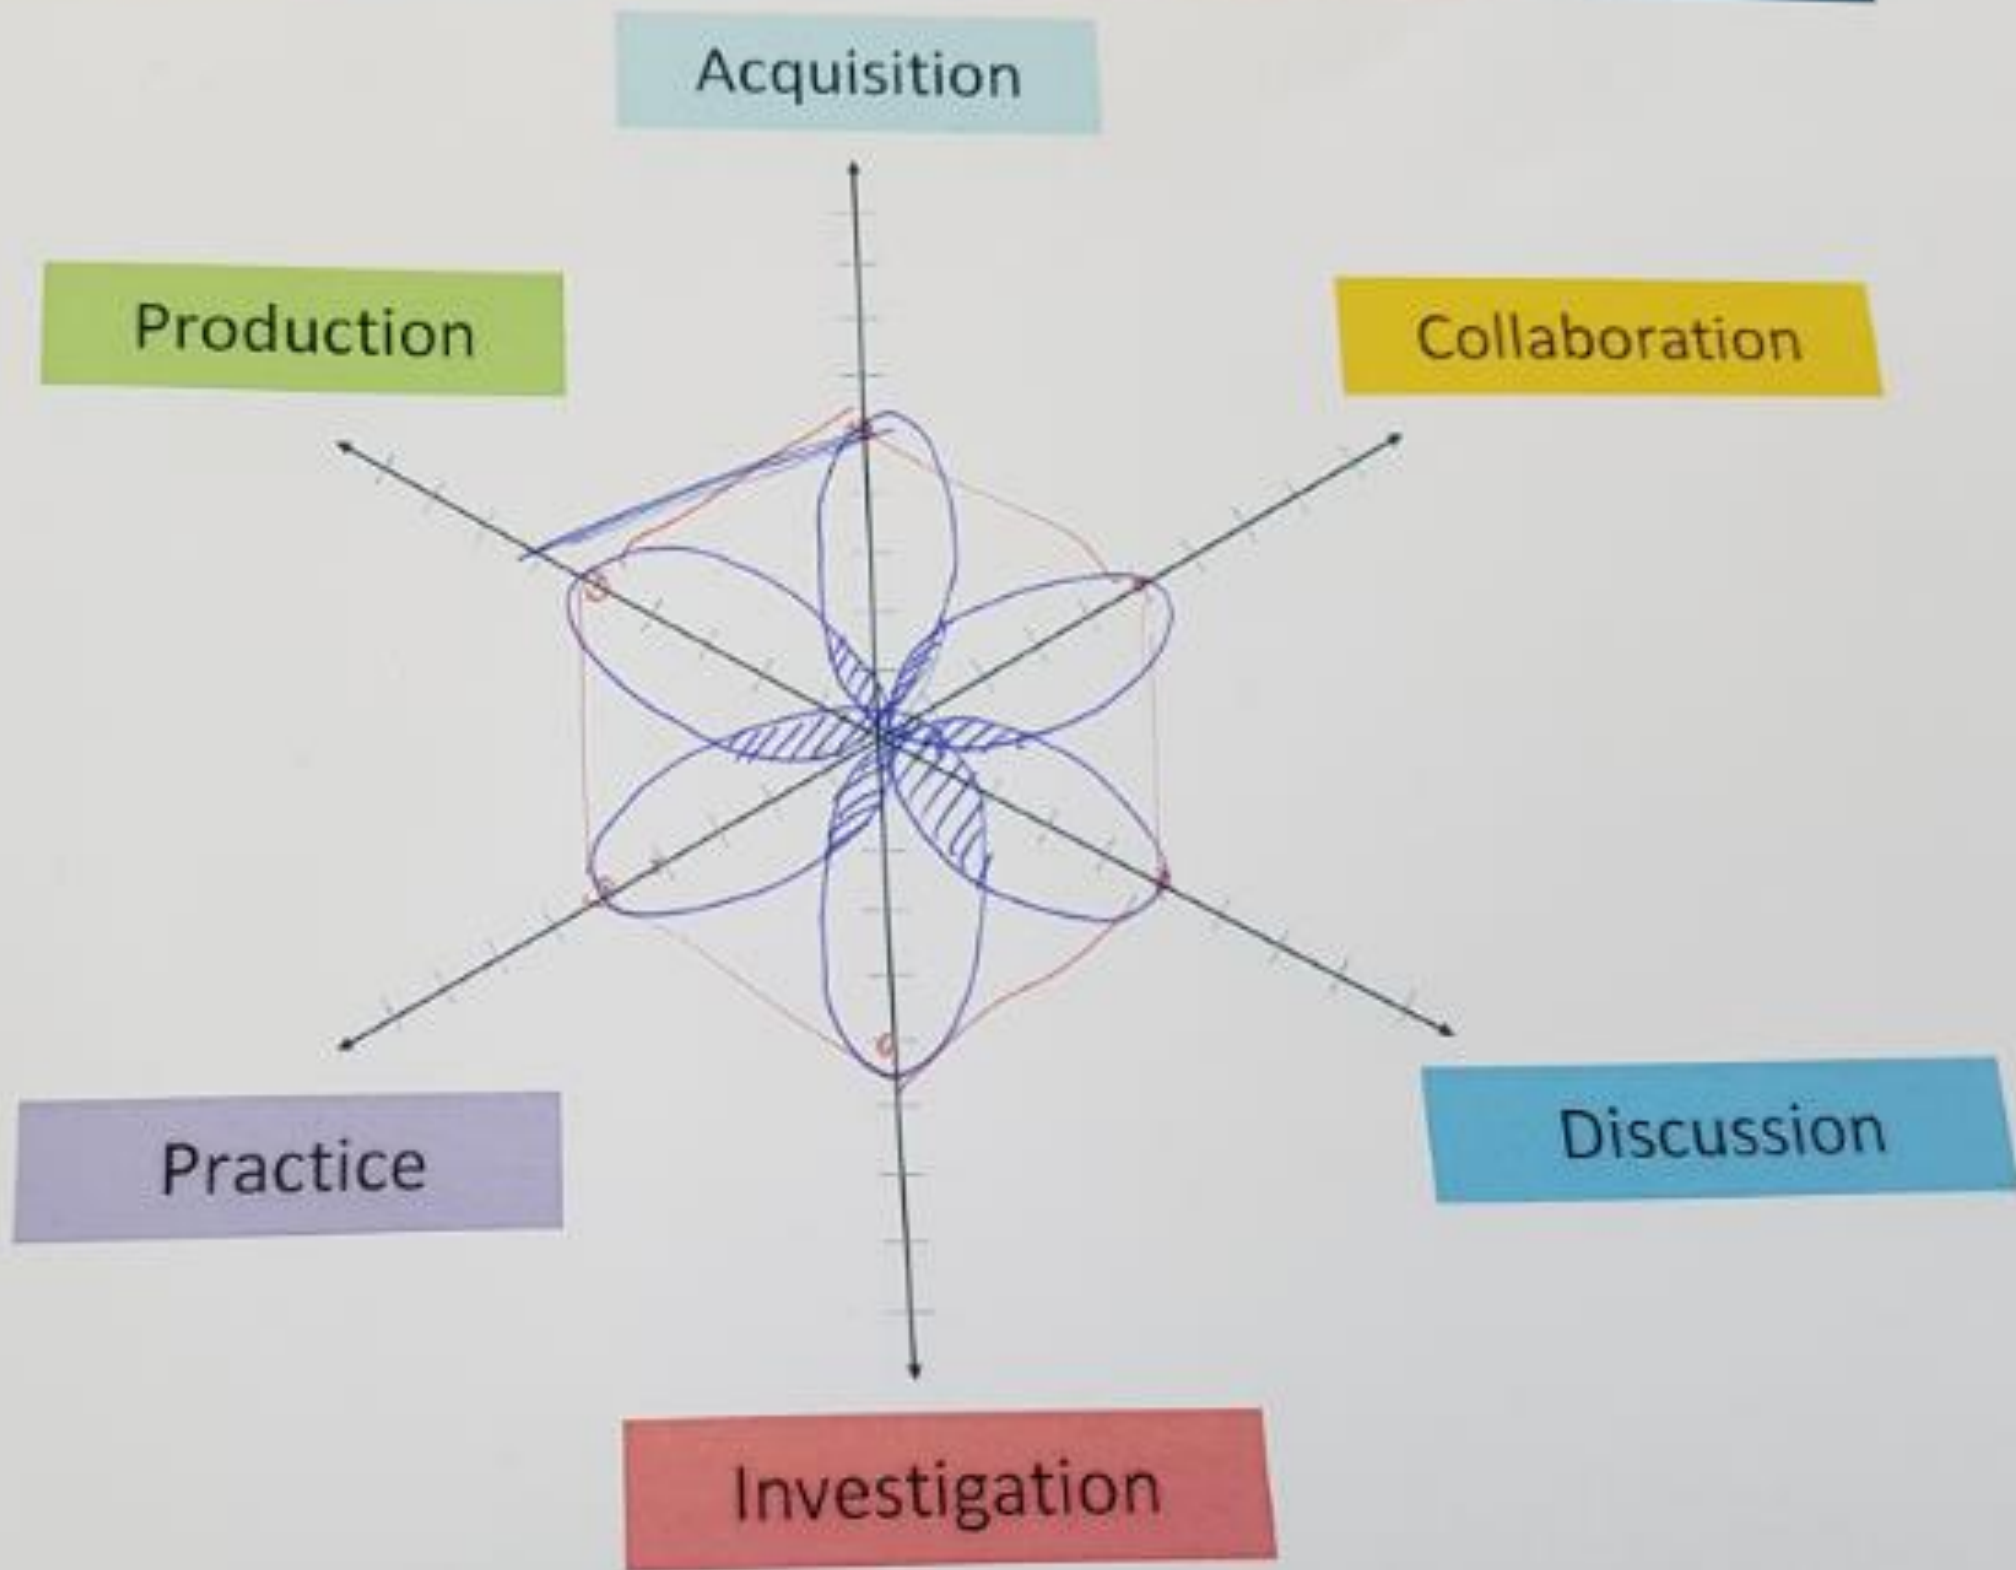 Acquisition
Production
Collaboration
Practice
Discussion
Investigation